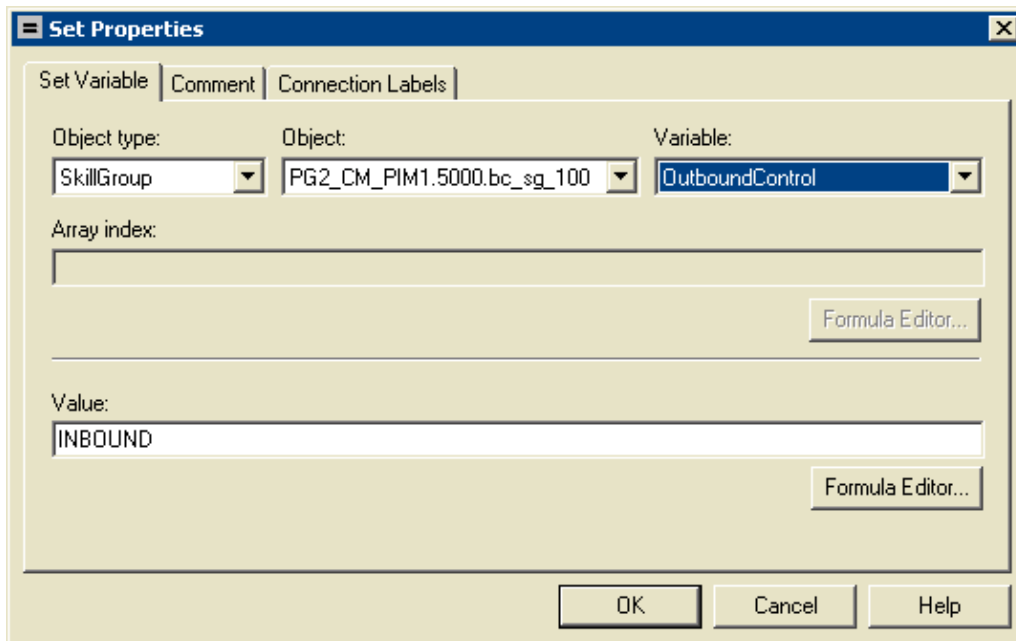 Set Properties
Set Variable Comment Connection Labels
Object type: Object: Variable:
SkillGroup PG2_CM_PIM1.5000.bc_sg_100 OutboundControl
Array index:
Formula Editor...
Value:
INBOUND
Formula Editor...
OK Cancel Help